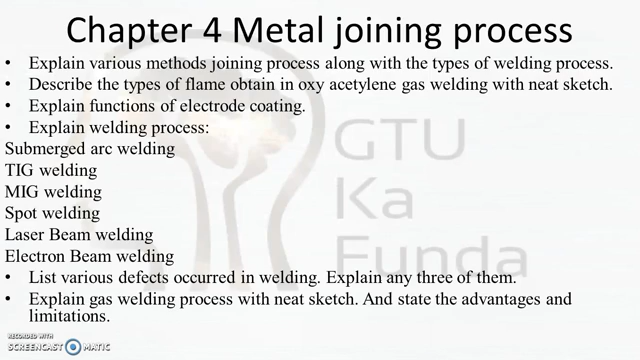 Chapter 4 Metal joining process
• Explain various methods joining process along with the types of welding process.
• Describe the types of flame obtain in oxy acetylene gas welding with neat sketch.
• Explain functions of electrode coating.
• Explain welding process:
Submerged arc welding
TIG welding
MIG welding
Spot welding
Laser Beam welding
Electron Beam welding
• List various defects occurred in welding. Explain any three of them.
• Explain gas welding process with neat sketch. And state the advantages and
limitations.
GTU
Ka
Funda
RECORDED WITH
SCREENCAST MATIC